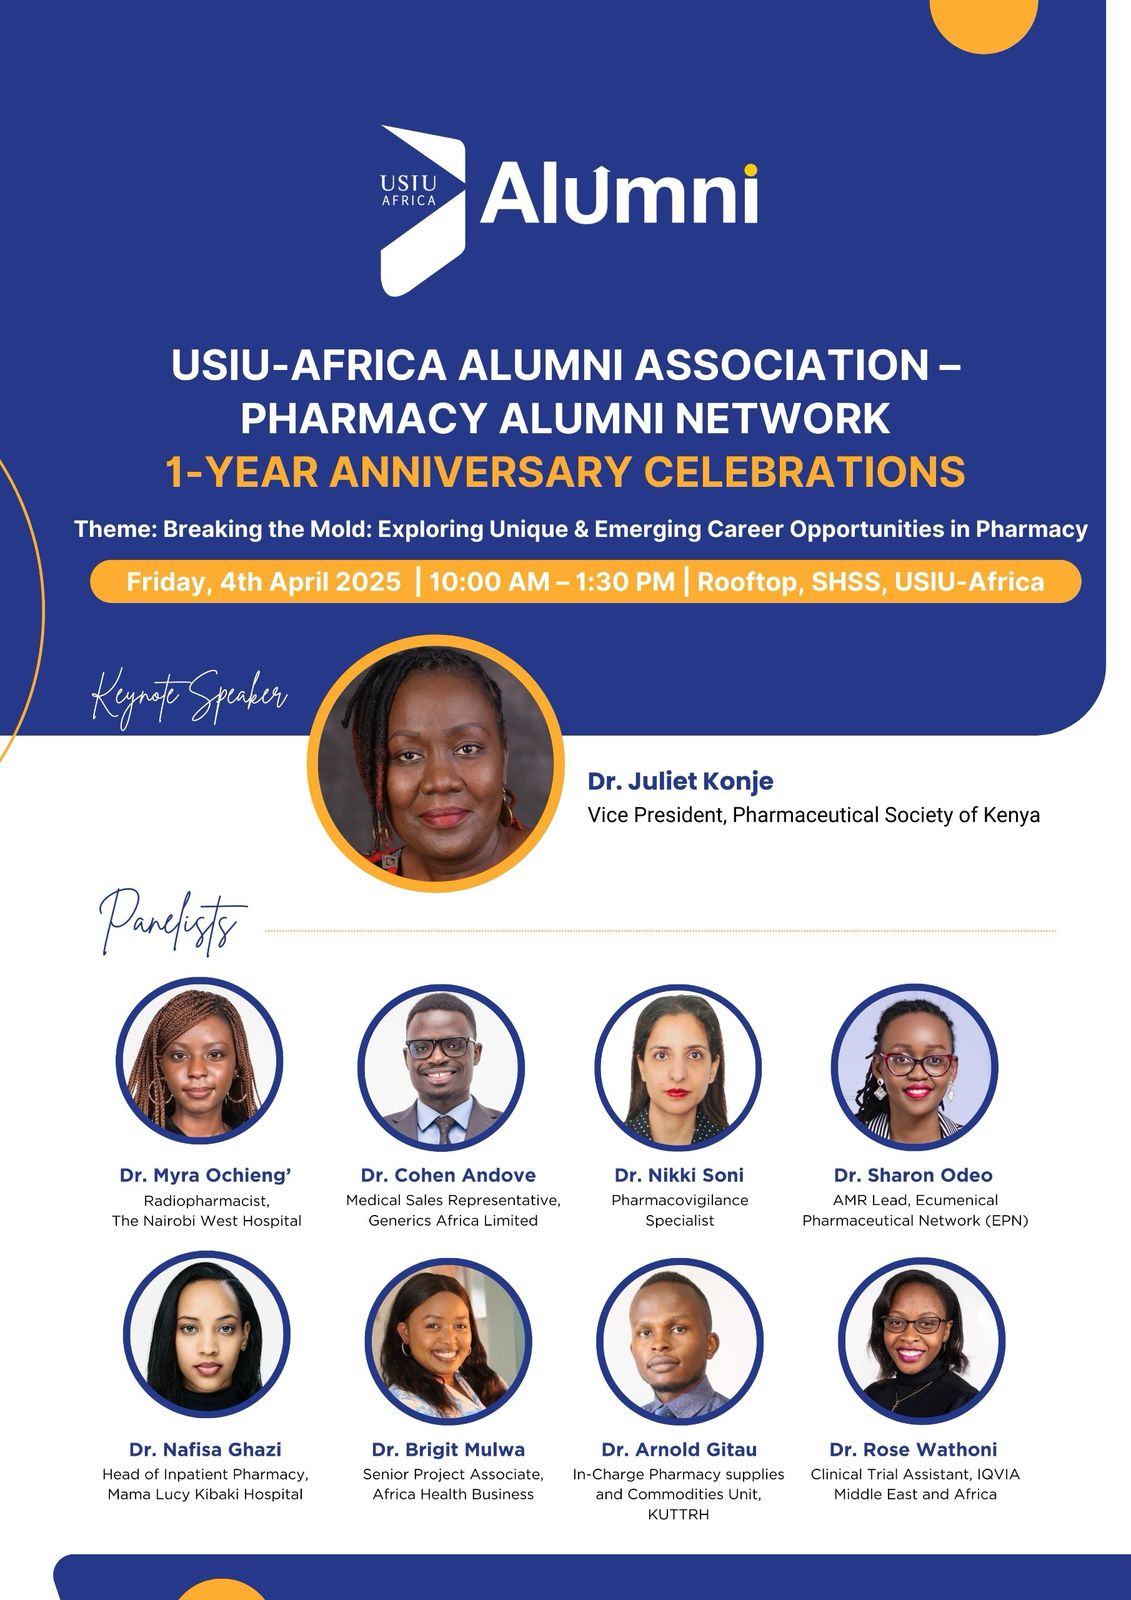 USIU
AFRICA
Alumni
USIU-AFRICA ALUMNI ASSOCIATION –
PHARMACY ALUMNI NETWORK
1-YEAR ANNIVERSARY CELEBRATIONS
Theme: Breaking the Mold: Exploring Unique & Emerging Career Opportunities in Pharmacy
Friday, 4th April 2025 | 10:00 AM – 1:30 PM | Rooftop, SHSS, USIU-Africa
Keynote Speaker
Dr. Juliet Konje
Vice President, Pharmaceutical Society of Kenya
Panelists
Dr. Myra Ochieng’
Radiopharmacist,
The Nairobi West Hospital
Dr. Cohen Andove
Medical Sales Representative,
Generics Africa Limited
Dr. Nikki Soni
Pharmacovigilance
Specialist
Dr. Sharon Odeo
AMR Lead, Ecumenical
Pharmaceutical Network (EPN)
Dr. Nafisa Ghazi
Head of Inpatient Pharmacy,
Mama Lucy Kibaki Hospital
Dr. Brigit Mulwa
Senior Project Associate,
Africa Health Business
Dr. Arnold Gitau
In-Charge Pharmacy supplies
and Commodities Unit,
KUTTRH
Dr. Rose Wathoni
Clinical Trial Assistant, IQVIA
Middle East and Africa